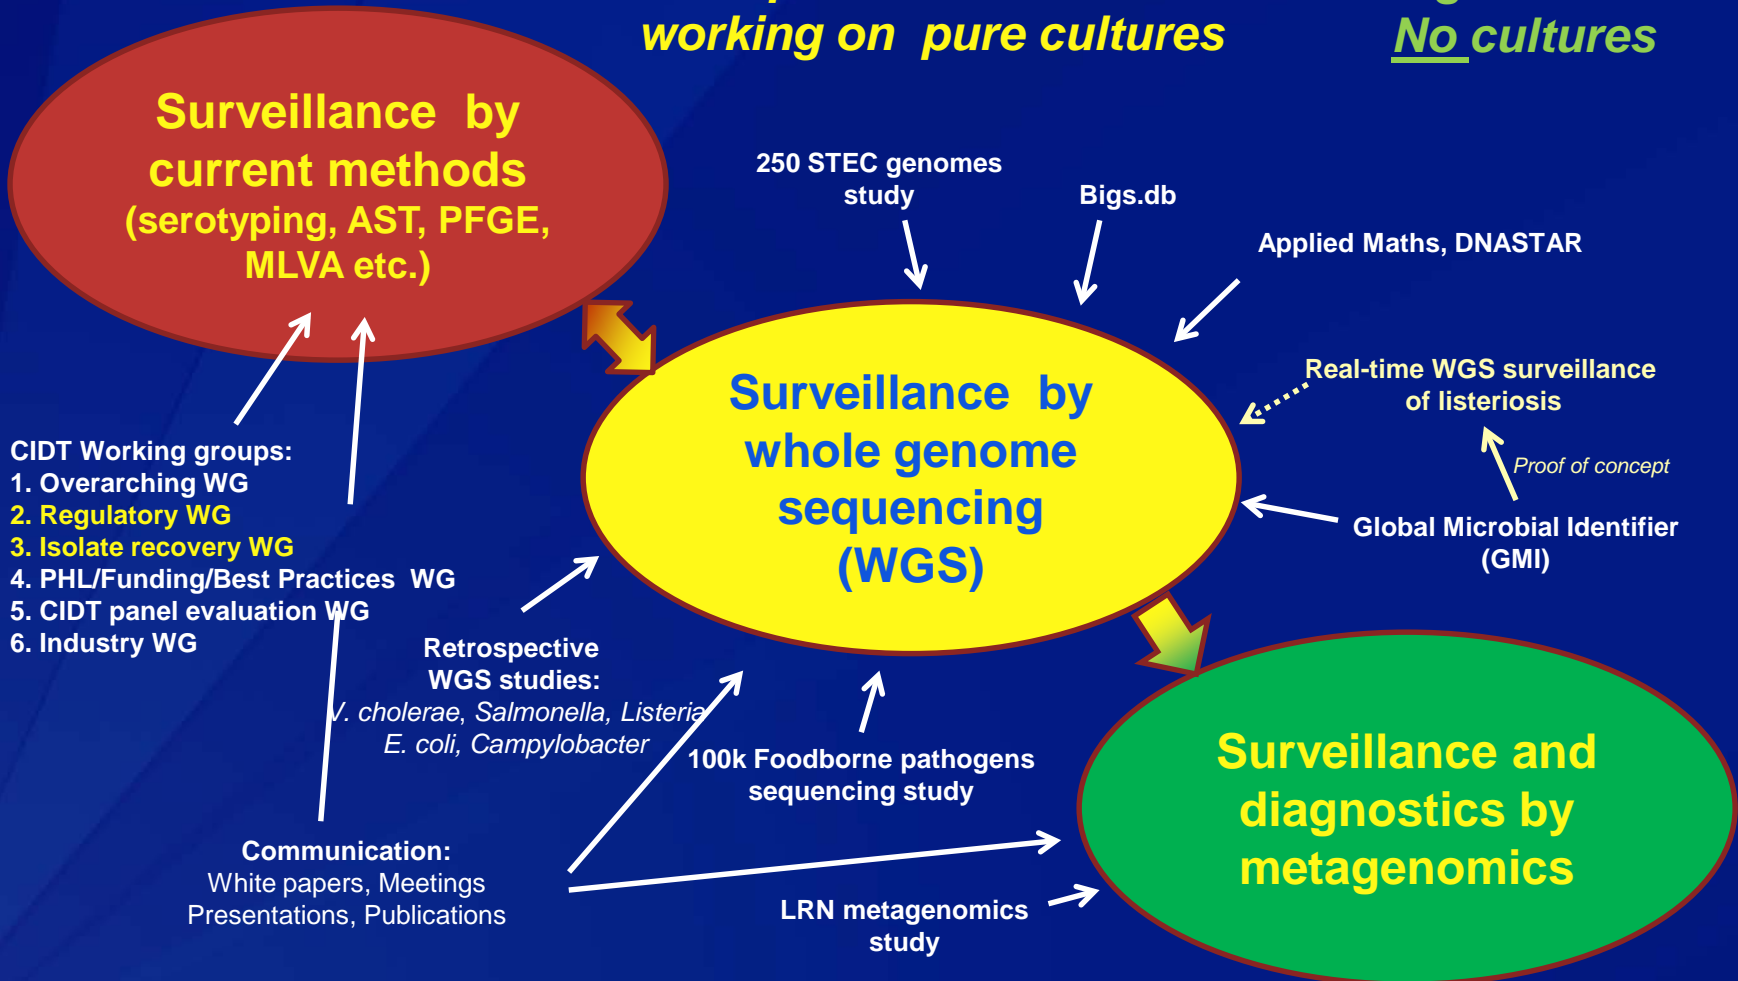 working on pure cultures
No cultures
Surveillance by
current methods
(serotyping, AST, PFGE,
MLVA etc.)
250 STEC genomes
study
Bigs.db
Applied Maths, DNASTAR
Surveillance by
whole genome
sequencing
(WGS)
Real-time WGS surveillance
of listeriosis
Proof of concept
Global Microbial Identifier
(GMI)
CIDT Working groups:
1. Overarching WG
2. Regulatory WG
3. Isolate recovery WG
4. PHL/Funding/Best Practices WG
5. CIDT panel evaluation WG
6. Industry WG
Retrospective
WGS studies:
V. cholerae, Salmonella, Listeria
E. coli, Campylobacter
100k Foodborne pathogens
sequencing study
Surveillance and
diagnostics by
metagenomics
Communication:
White papers, Meetings
Presentations, Publications
LRN metagenomics
study